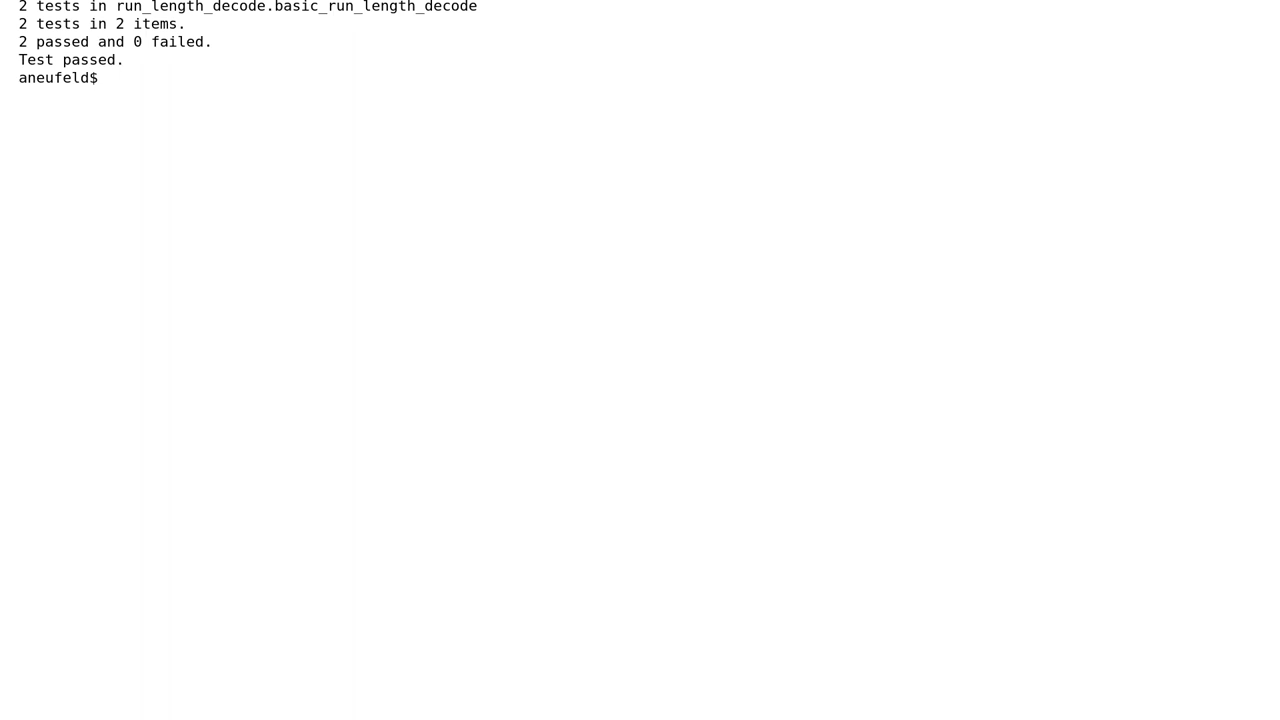 2 tests in run_length_decode.basic_run_length_decode
2 tests in 2 items.
2 passed and 0 failed.
Test passed.
aneufeld$